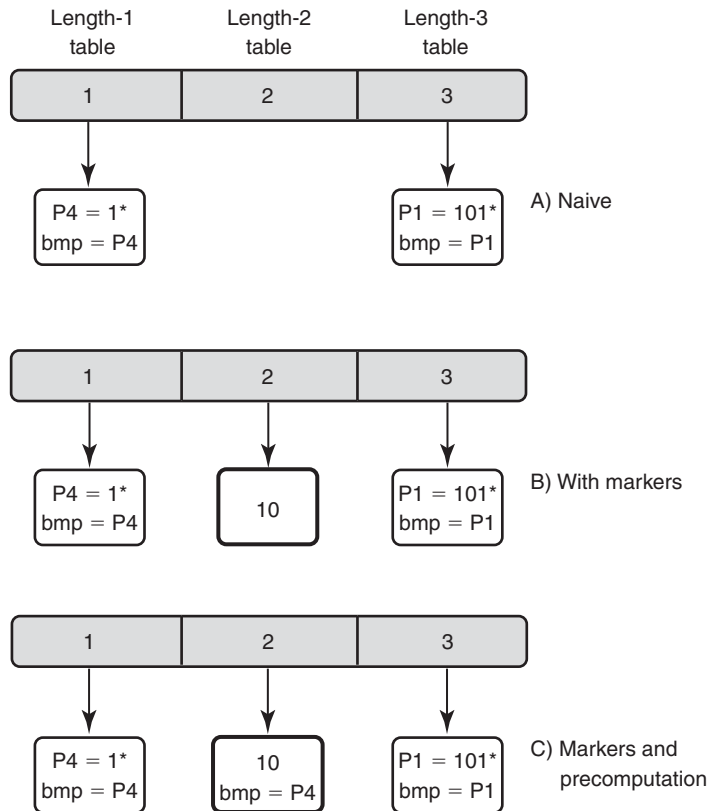 Length-1 table
Length-2 table
Length-3 table
1 2 3
P4 = 1*
bmp = P4
P1 = 101*
bmp = P1
A) Naive
1 2 3
P4 = 1*
bmp = P4
10
P1 = 101*
bmp = P1
B) With markers
1 2 3
P4 = 1*
bmp = P4
10
bmp = P4
P1 = 101*
bmp = P1
C) Markers and
precomputation